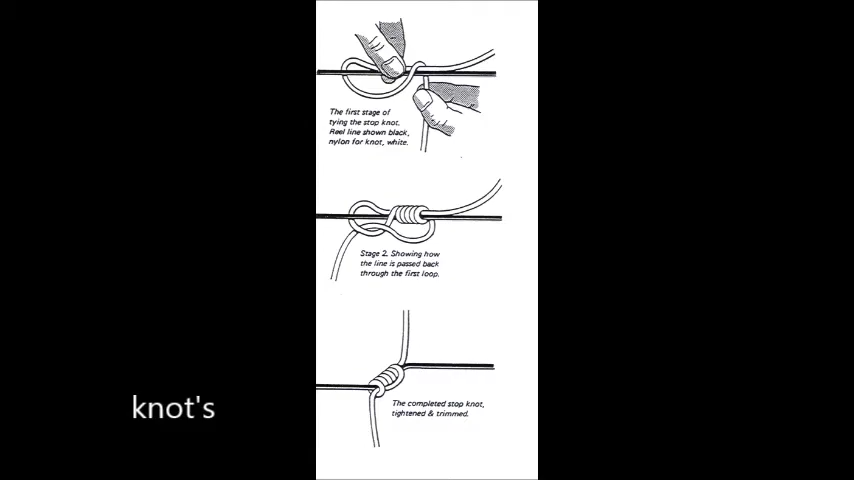 The first stage of
tying the stop knot.
Reel line shown black,
nylon for knot, white.
Stage 2. Showing how
the line is passed back
through the first loop.
The completed stop knot,
tightened & trimmed.
knot's